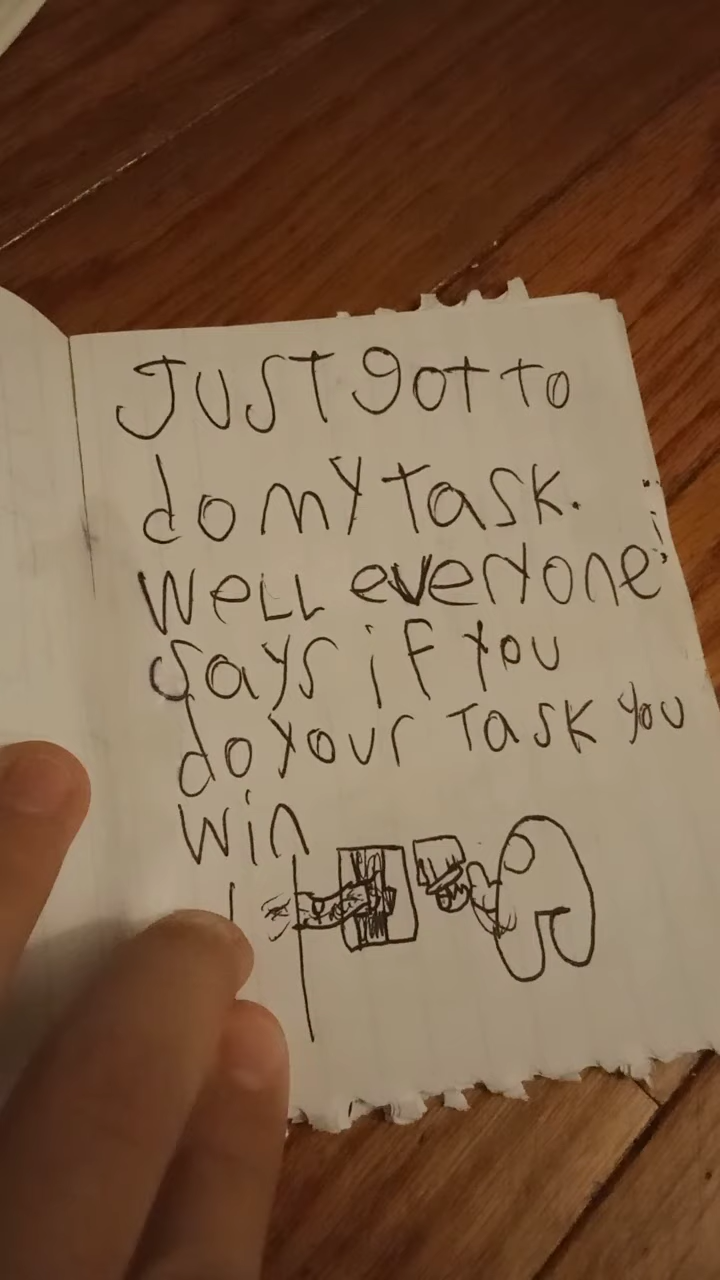 JUST got to
do my task.
well everyone
says if you
do your task you
win